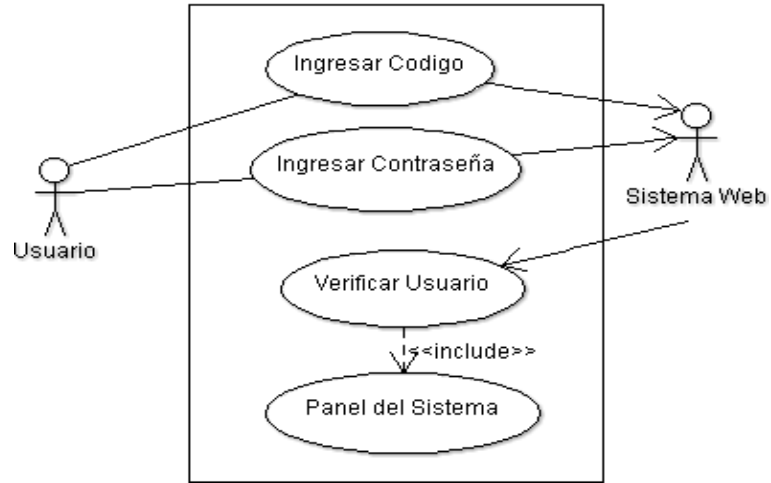 Ingresar Codigo
Ingresar Contraseña
Sistema Web
Usuario
Verificar Usuario
<<include>>
Panel del Sistema